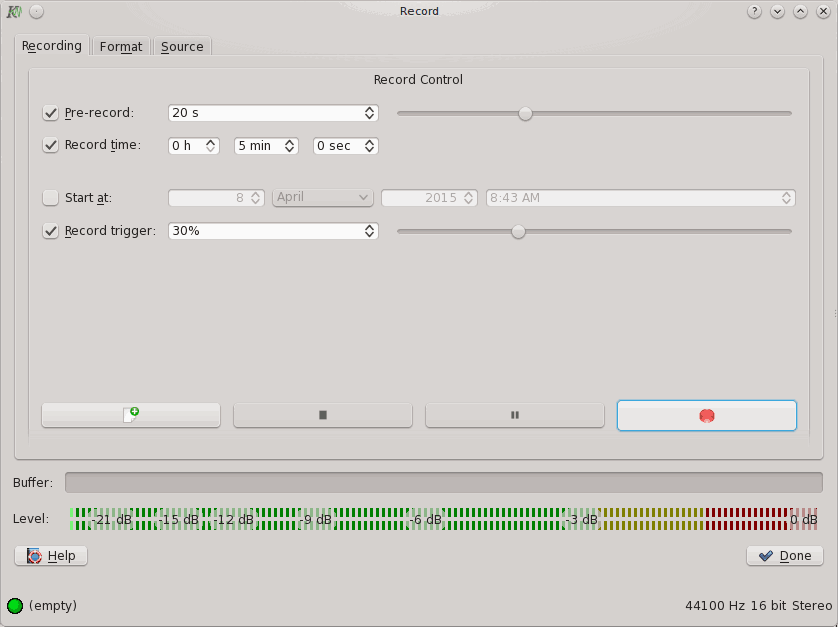 Record
Recording Format Source
Record Control
Pre-record: 20 s
Record time: 0 h 5 min 0 sec
Start at: 8 April 2015 8:43 AM
Record trigger: 30%
Buffer:
Level: -21 dB -15 dB -12 dB -9 dB -6 dB -3 dB 0 dB
Help Done
(empty) 44100 Hz 16 bit Stereo